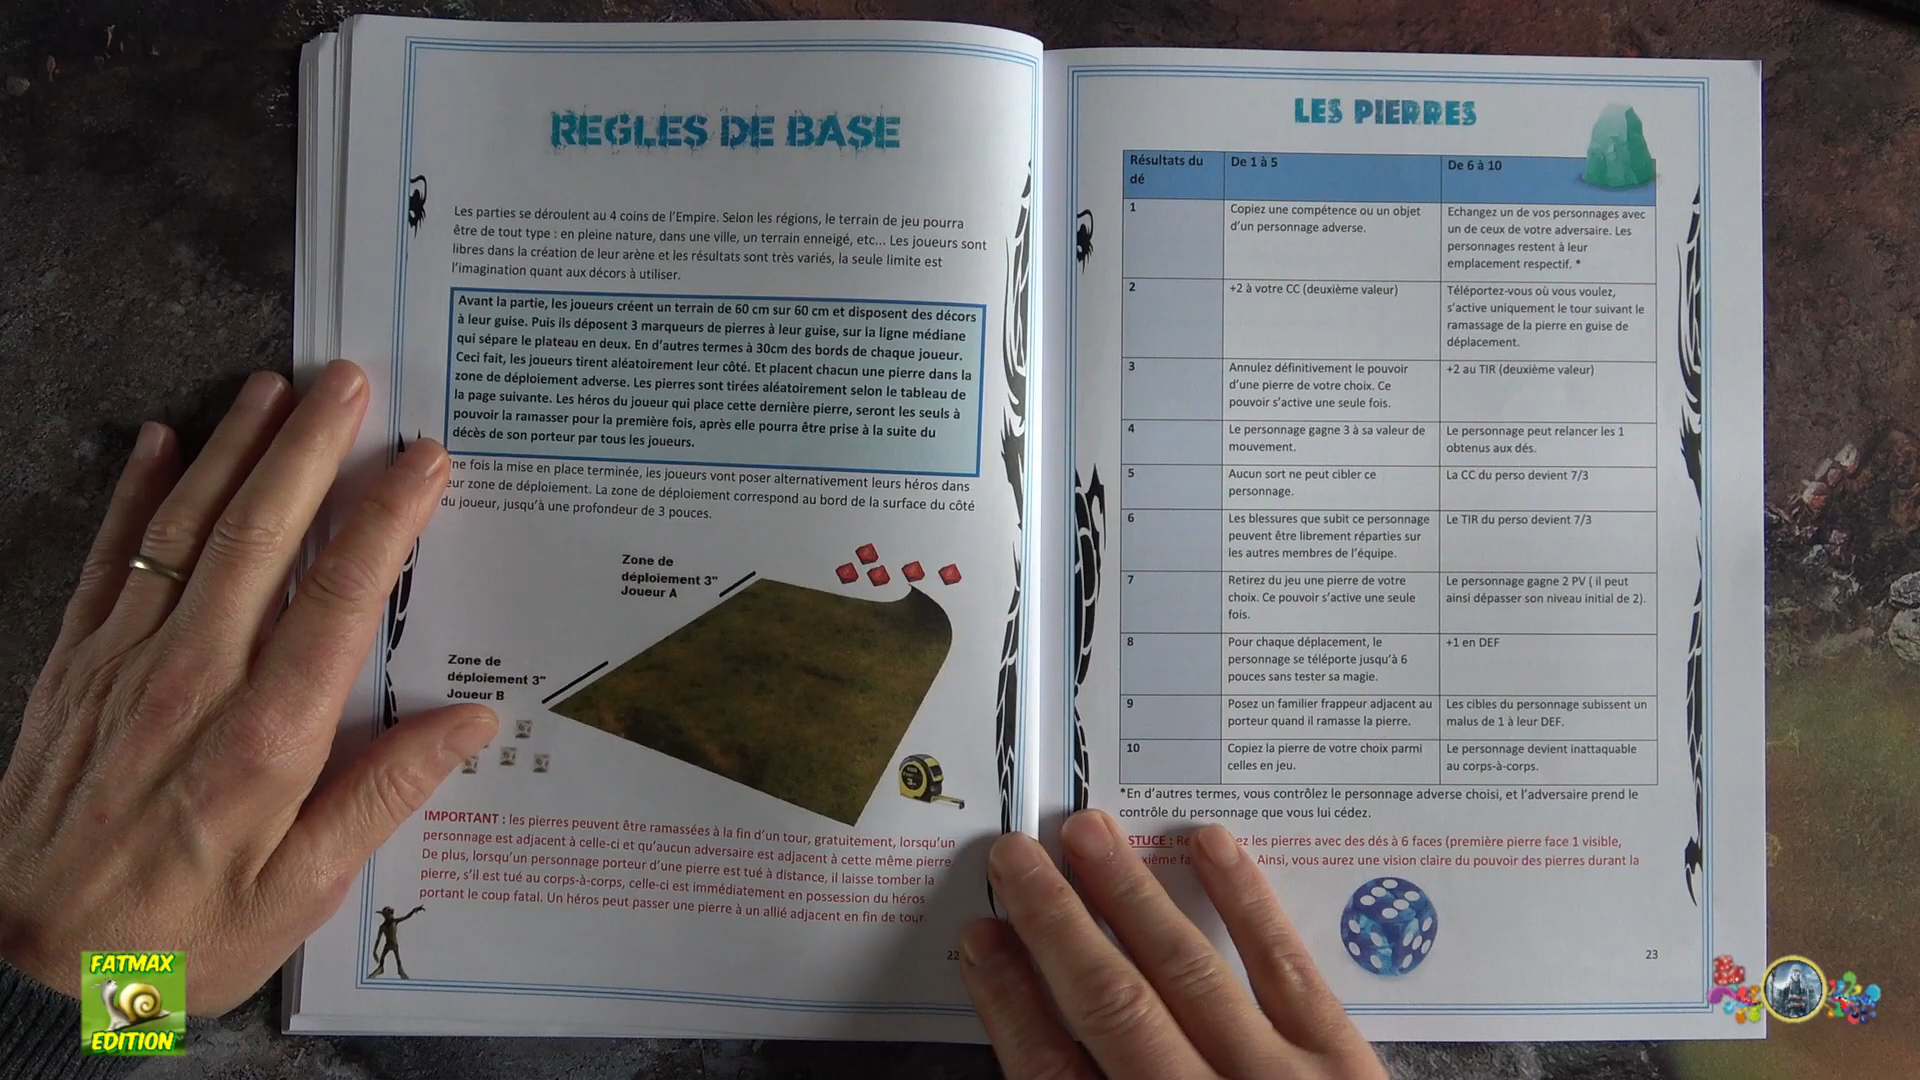 REGLES DE BASE
Les parties se déroulent au 4 coins de l'Empire. Selon les régions, le terrain de jeu pourra
être de tout type : en pleine nature, dans une ville, un terrain enneigé, etc... Les joueurs sont
libres dans la création de leur arène et les résultats sont très variés, la seule limite est
l'imagination quant aux décors à utiliser.
Avant la partie, les joueurs créent un terrain de 60 cm sur 60 cm et disposent des décors
à leur guise. Puis ils déposent 3 marqueurs de pierres à leur guise, sur la ligne médiane
qui sépare le plateau en deux. En d'autres termes à 30cm des bords de chaque joueur.
Ceci fait, les joueurs tirent aléatoirement leur côté. Et placent chacun une pierre dans la
zone de déploiement adverse. Les pierres sont tirées aléatoirement selon le tableau de
la page suivante. Les héros du joueur qui place cette dernière pierre, seront les seuls à
pouvoir la ramasser pour la première fois, après elle pourra être prise à la suite du
décès de son porteur par tous les joueurs.
ne fois la mise en place terminée, les joueurs vont poser alternativement leurs héros dans
eur zone de déploiement. La zone de déploiement correspond au bord de la surface du côté
du joueur, jusqu'à une profondeur de 3 pouces.
Zone de
déploiement 3"
Joueur A
Zone de
déploiement 3"
Joueur B
IMPORTANT : les pierres peuvent être ramassées à la fin d'un tour, gratuitement, lorsqu'un
personnage est adjacent à celle-ci et qu'aucun adversaire est adjacent à cette même pierre.
De plus, lorsqu'un personnage porteur d'une pierre est tué à distance, il laisse tomber la
pierre, s'il est tué au corps-à-corps, celle-ci est immédiatement en possession du héros
portant le coup fatal. Un héros peut passer une pierre à un allié adjacent en fin de tour.
22
LES PIERRES
Résultats du dé | De 1 à 5 | De 6 à 10
1
Copiez une compétence ou un objet
d'un personnage adverse.
Echangez un de vos personnages avec
un de ceux de votre adversaire. Les
personnages restent à leur
emplacement respectif. *
2
+2 à votre CC (deuxième valeur)
Téléportez-vous où vous voulez,
s'active uniquement le tour suivant le
ramassage de la pierre en guise de
déplacement.
3
Annulez définitivement le pouvoir
d'une pierre de votre choix. Ce
pouvoir s'active une seule fois.
+2 au TIR (deuxième valeur)
4
Le personnage gagne 3 à sa valeur de
mouvement.
Le personnage peut relancer les 1
obtenus aux dés.
5
Aucun sort ne peut cibler ce
personnage.
La CC du perso devient 7/3
6
Les blessures que subit ce personnage
peuvent être librement réparties sur
les autres membres de l'équipe.
Le TIR du perso devient 7/3
7
Retirez du jeu une pierre de votre
choix. Ce pouvoir s'active une seule
fois.
Le personnage gagne 2 PV ( il peut
ainsi dépasser son niveau initial de 2).
8
Pour chaque déplacement, le
personnage se téléporte jusqu'à 6
pouces sans tester sa magie.
+1 en DEF
9
Posez un familier frappeur adjacent au
porteur quand il ramasse la pierre.
Les cibles du personnage subissent un
malus de 1 à leur DEF.
10
Copiez la pierre de votre choix parmi
celles en jeu.
Le personnage devient inattaquable
au corps-à-corps.
*En d'autres termes, vous contrôlez le personnage adverse choisi, et l'adversaire prend le
contrôle du personnage que vous lui cédez.
STUCE : ez les pierres avec des dés à 6 faces (première pierre face 1 visible,
Ainsi, vous aurez une vision claire du pouvoir des pierres durant la
23
FATMAX
EDITION